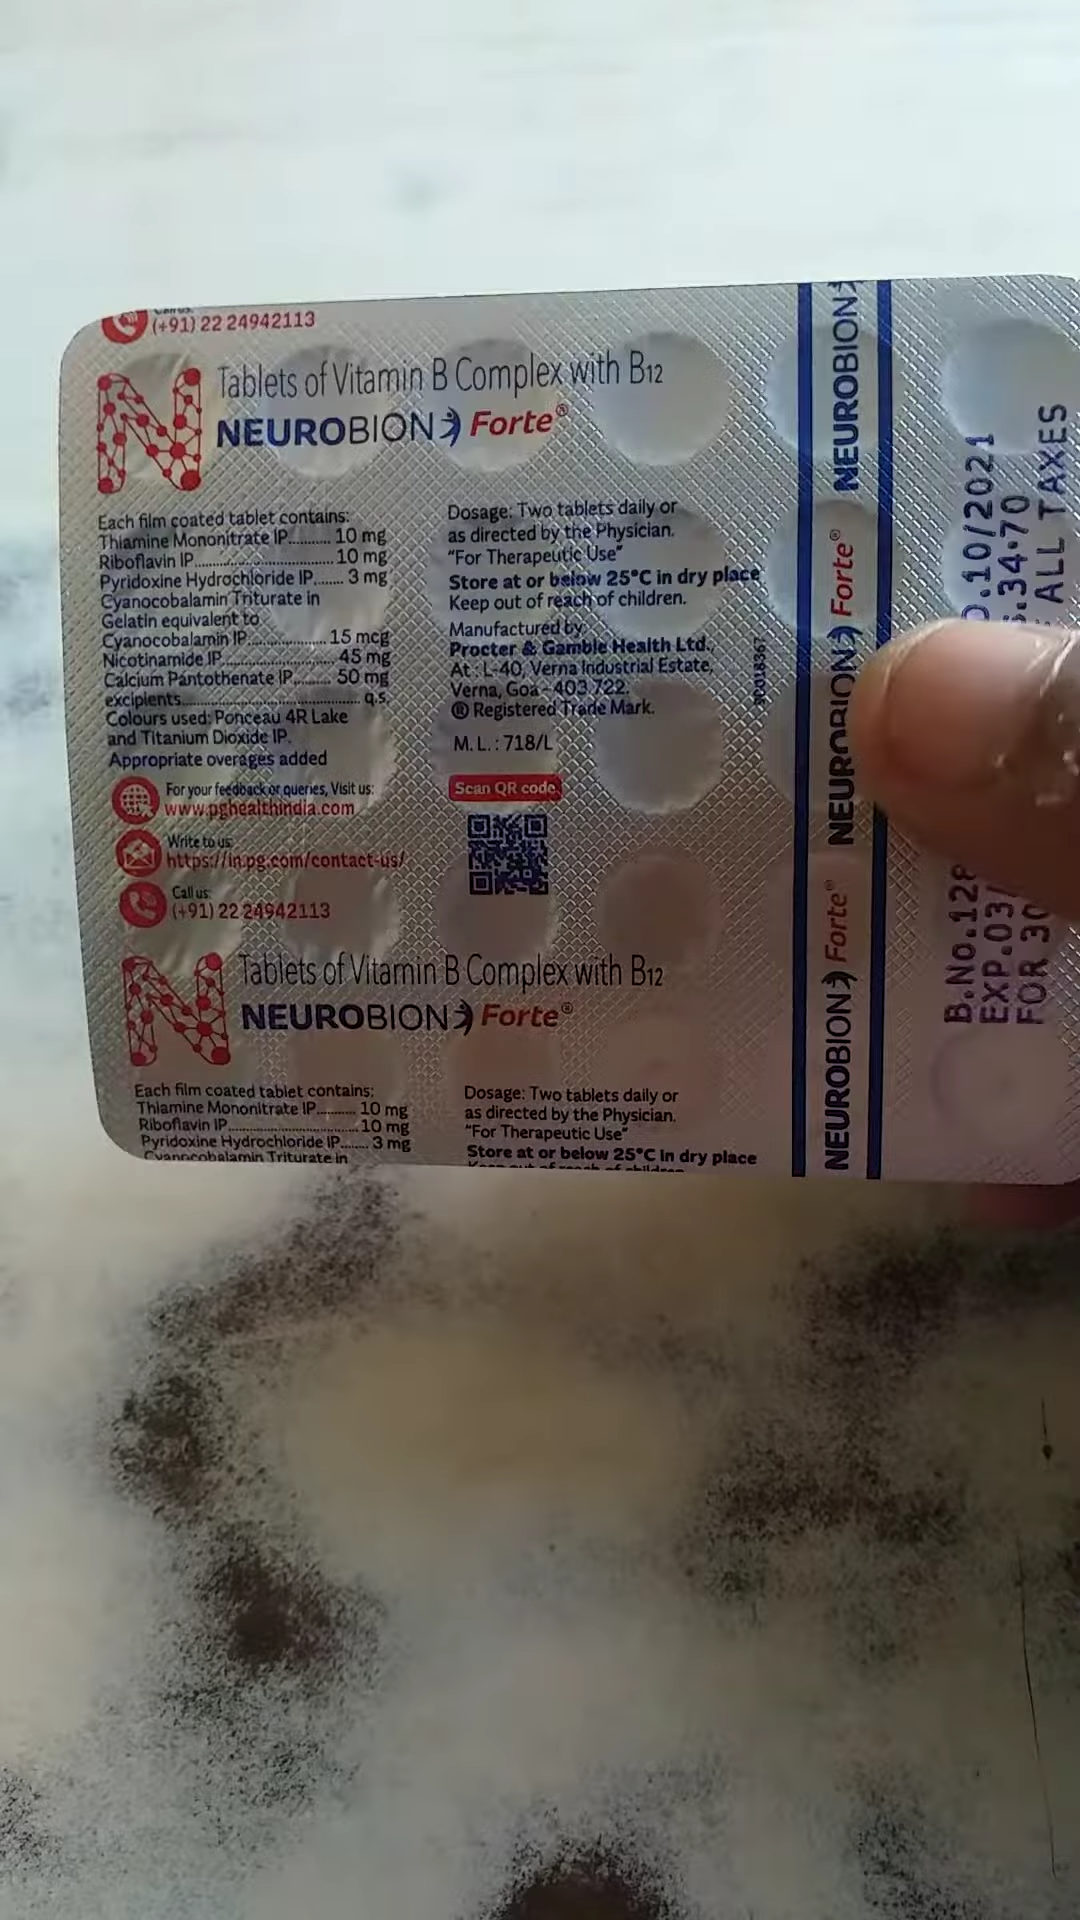 (+91) 22 24942113
Tablets of Vitamin B Complex with B12
NEUROBION Forte®
Each film coated tablet contains:
Thiamine Mononitrate IP........... 10 mg
Riboflavin IP.................................. 10 mg
Pyridoxine Hydrochloride IP....... 3 mg
Cyanocobalamin Triturate in
Gelatin equivalent to
Cyanocobalamin IP................... 15 mcg
Nicotinamide IP........................... 45 mg
Calcium Pantothenate IP......... 50 mg
excipients........................................ q.s.
Colours used: Ponceau 4R Lake
and Titanium Dioxide IP.
Appropriate overages added
For your feedback or queries, Visit us:
www.pghealthindia.com
Write to us:
https://in.pg.com/contact-us/
Call us:
(+91) 22 24942113
Dosage: Two tablets daily or
as directed by the Physician.
"For Therapeutic Use"
Store at or below 25°C in dry place
Keep out of reach of children.
Manufactured by:
Procter & Gamble Health Ltd.,
At : L-40, Verna Industrial Estate,
Verna, Goa - 403 722.
® Registered Trade Mark.
M. L. : 718/L
Scan QR code
Tablets of Vitamin B Complex with B12
NEUROBION Forte®
Each film coated tablet contains:
Thiamine Mononitrate IP........... 10 mg
Riboflavin IP.................................. 10 mg
Pyridoxine Hydrochloride IP....... 3 mg
Cyanocobalamin Triturate in
Dosage: Two tablets daily or
as directed by the Physician.
"For Therapeutic Use"
Store at or below 25°C in dry place
Keep out of reach of children.
NEUROBION Forte® NEUROBION Forte® NEUROBION
B.No.12 D.10/2021
EXP.03/ .34.70
FOR 30 ALL TAXES